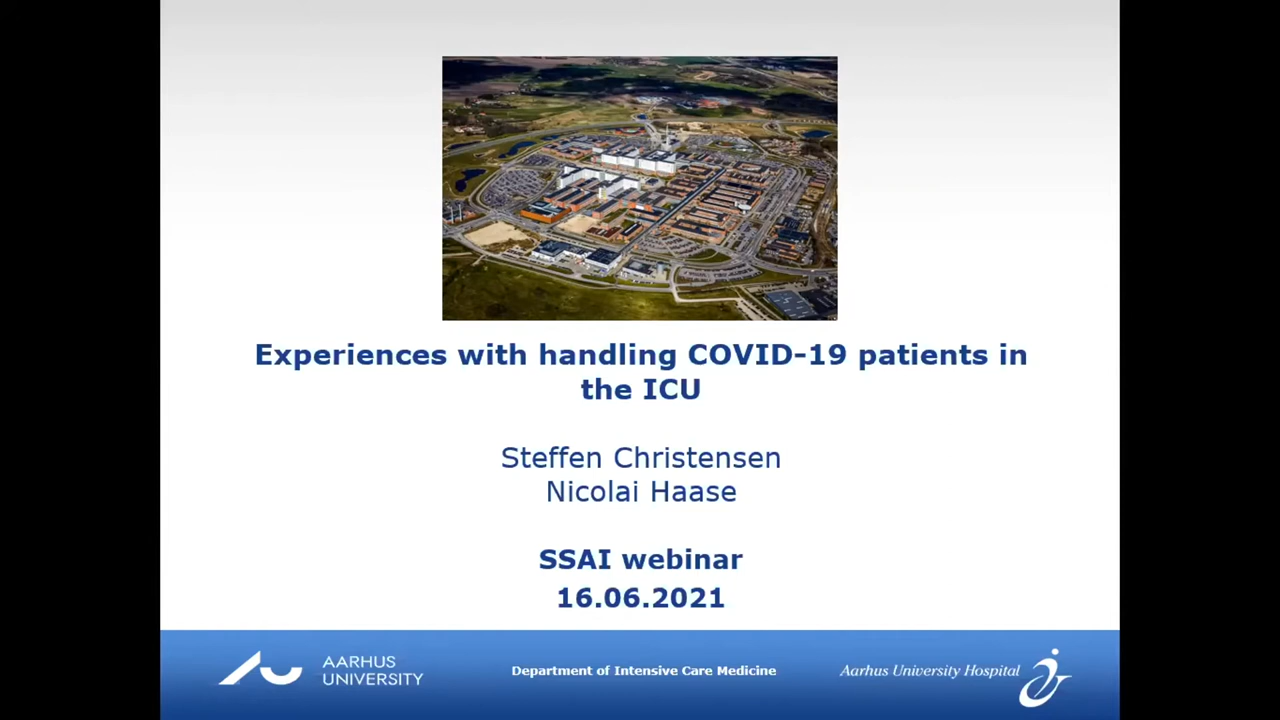 Experiences with handling COVID-19 patients in
the ICU
Steffen Christensen
Nicolai Haase
SSAI webinar
16.06.2021
AARHUS
UNIVERSITY
Department of Intensive Care Medicine
Aarhus University Hospital